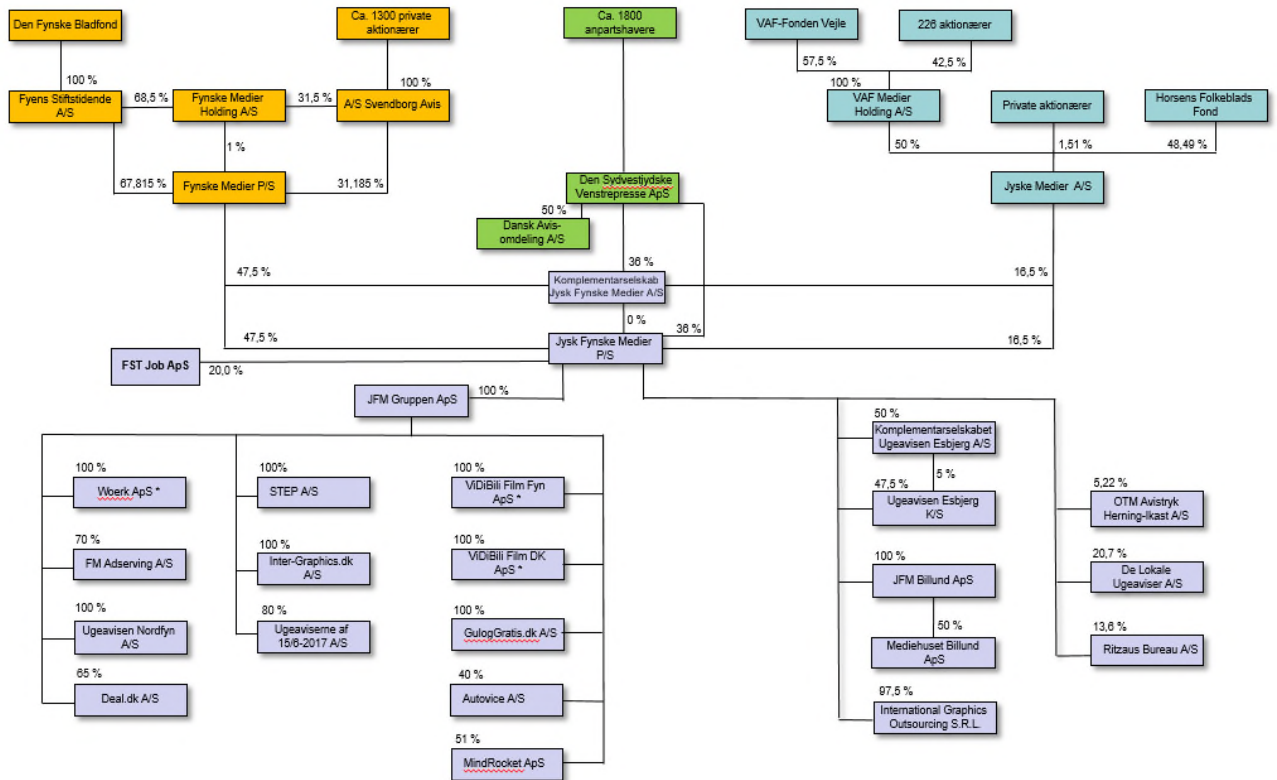 Den Fynske Bladfond
Ca. 1300 private
aktionærer
Ca. 1800
anpartshavere
VAF-Fonden Vejle
226 aktionærer
57,5 %
42,5 %
100 %
100 %
100 %
Fyens Stiftstidende
A/S
68,5 %
Fynske Medier
Holding A/S
31,5 %
A/S Svendborg Avis
VAF Medier
Holding A/S
Private aktionærer
Horsens Folkeblads
Fond
1 %
50 %
1,51 %
48,49 %
67,815 %
Fynske Medier P/S
31,185 %
Den Sydvestjydske
Venstrepresse ApS
Jyske Medier A/S
50 %
Dansk Avis-
omdeling A/S
47,5 %
36 %
16,5 %
Komplementarselskab
Jysk Fynske Medier A/S
0 %
47,5 %
36 %
16,5 %
Jysk Fynske Medier
P/S
FST Job ApS
20,0 %
JFM Gruppen ApS
100 %
100 %
Woerk ApS *
70 %
FM Adserving A/S
100 %
Ugeavisen Nordfyn
A/S
65 %
Deal.dk A/S
100%
STEP A/S
100 %
Inter-Graphics.dk
A/S
80 %
Ugeaviserne af
15/6-2017 A/S
100 %
ViDiBili Film Fyn
ApS *
100 %
ViDiBili Film DK
ApS *
100 %
GulogGratis.dk A/S
40 %
Autovice A/S
51 %
MindRocket ApS
50 %
Komplementarselskabet
Ugeavisen Esbjerg A/S
5 %
47,5 %
Ugeavisen Esbjerg
K/S
100 %
JFM Billund ApS
50 %
Mediehuset Billund
ApS
97,5 %
International Graphics
Outsourcing S.R.L.
5,22 %
OTM Avistryk
Herning-Ikast A/S
20,7 %
De Lokale
Ugeaviser A/S
13,6 %
Ritzaus Bureau A/S